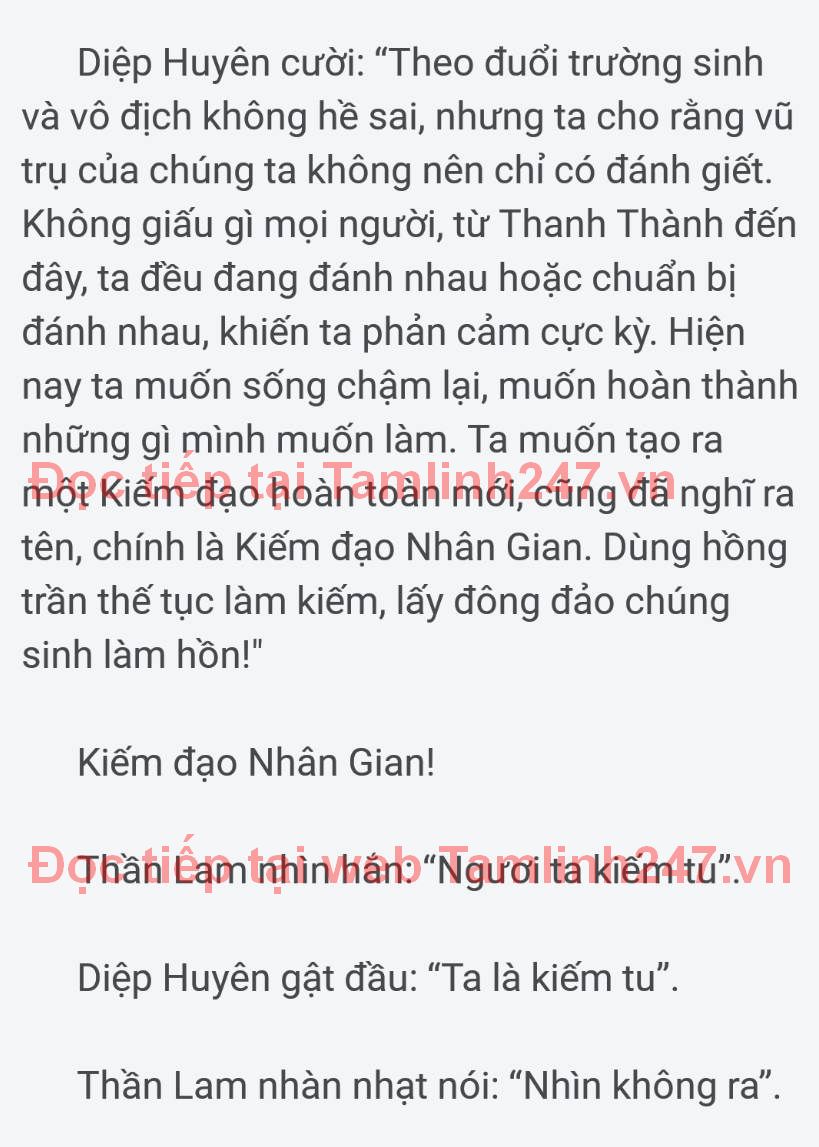 Diệp Huyên cười: “Theo đuổi trường sinh
và vô địch không hề sai, nhưng ta cho rằng vũ
trụ của chúng ta không nên chỉ có đánh giết.
Không giấu gì mọi người, từ Thanh Thành đến
đây, ta đều đang đánh nhau hoặc chuẩn bị
đánh nhau, khiến ta phản cảm cực kỳ. Hiện
nay ta muốn sống chậm lại, muốn hoàn thành
những gì mình muốn làm. Ta muốn tạo ra
Đọc tiếp tại Tamlinh247.vn
một Kiếm đạo hoàn toàn mới, cũng đã nghĩ ra
tên, chính là Kiếm đạo Nhân Gian. Dùng hồng
trần thế tục làm kiếm, lấy đông đảo chúng
sinh làm hồn!"
Kiếm đạo Nhân Gian!
Đọc tiếp tại web Tamlinh247.vn
Thần Lam nhìn hắn: “Ngươi ta kiếm tu”.
Diệp Huyên gật đầu: “Ta là kiếm tu”.
Thần Lam nhàn nhạt nói: “Nhìn không ra”.